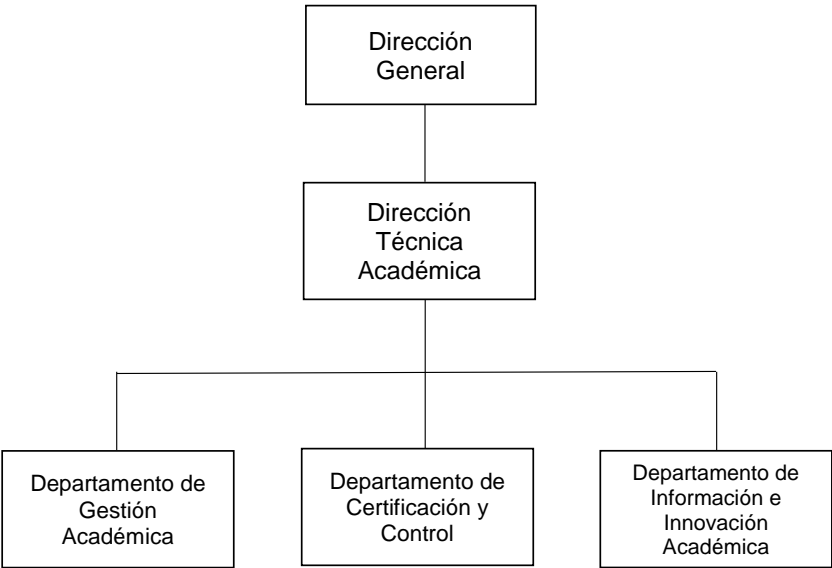 Dirección
General
Dirección
Técnica
Académica
Departamento de
Gestión
Académica
Departamento de
Certificación y
Control
Departamento de
Información e
Innovación
Académica